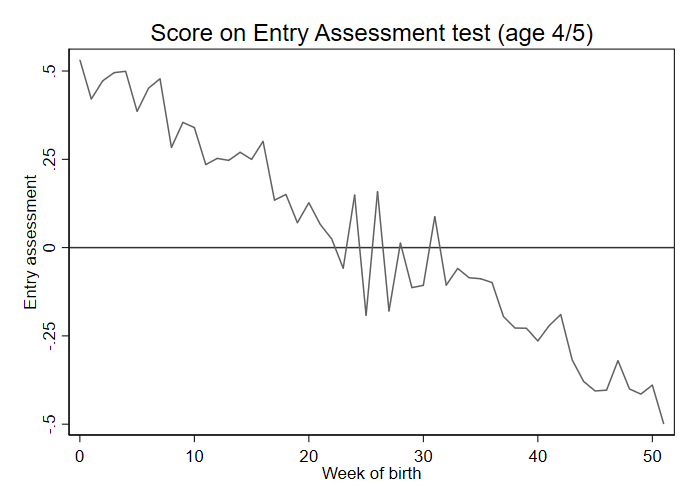 Score on Entry Assessment test (age 4/5)
Entry assessment
.5
.25
0
-.25
-.5
0 10 20 30 40 50
Week of birth